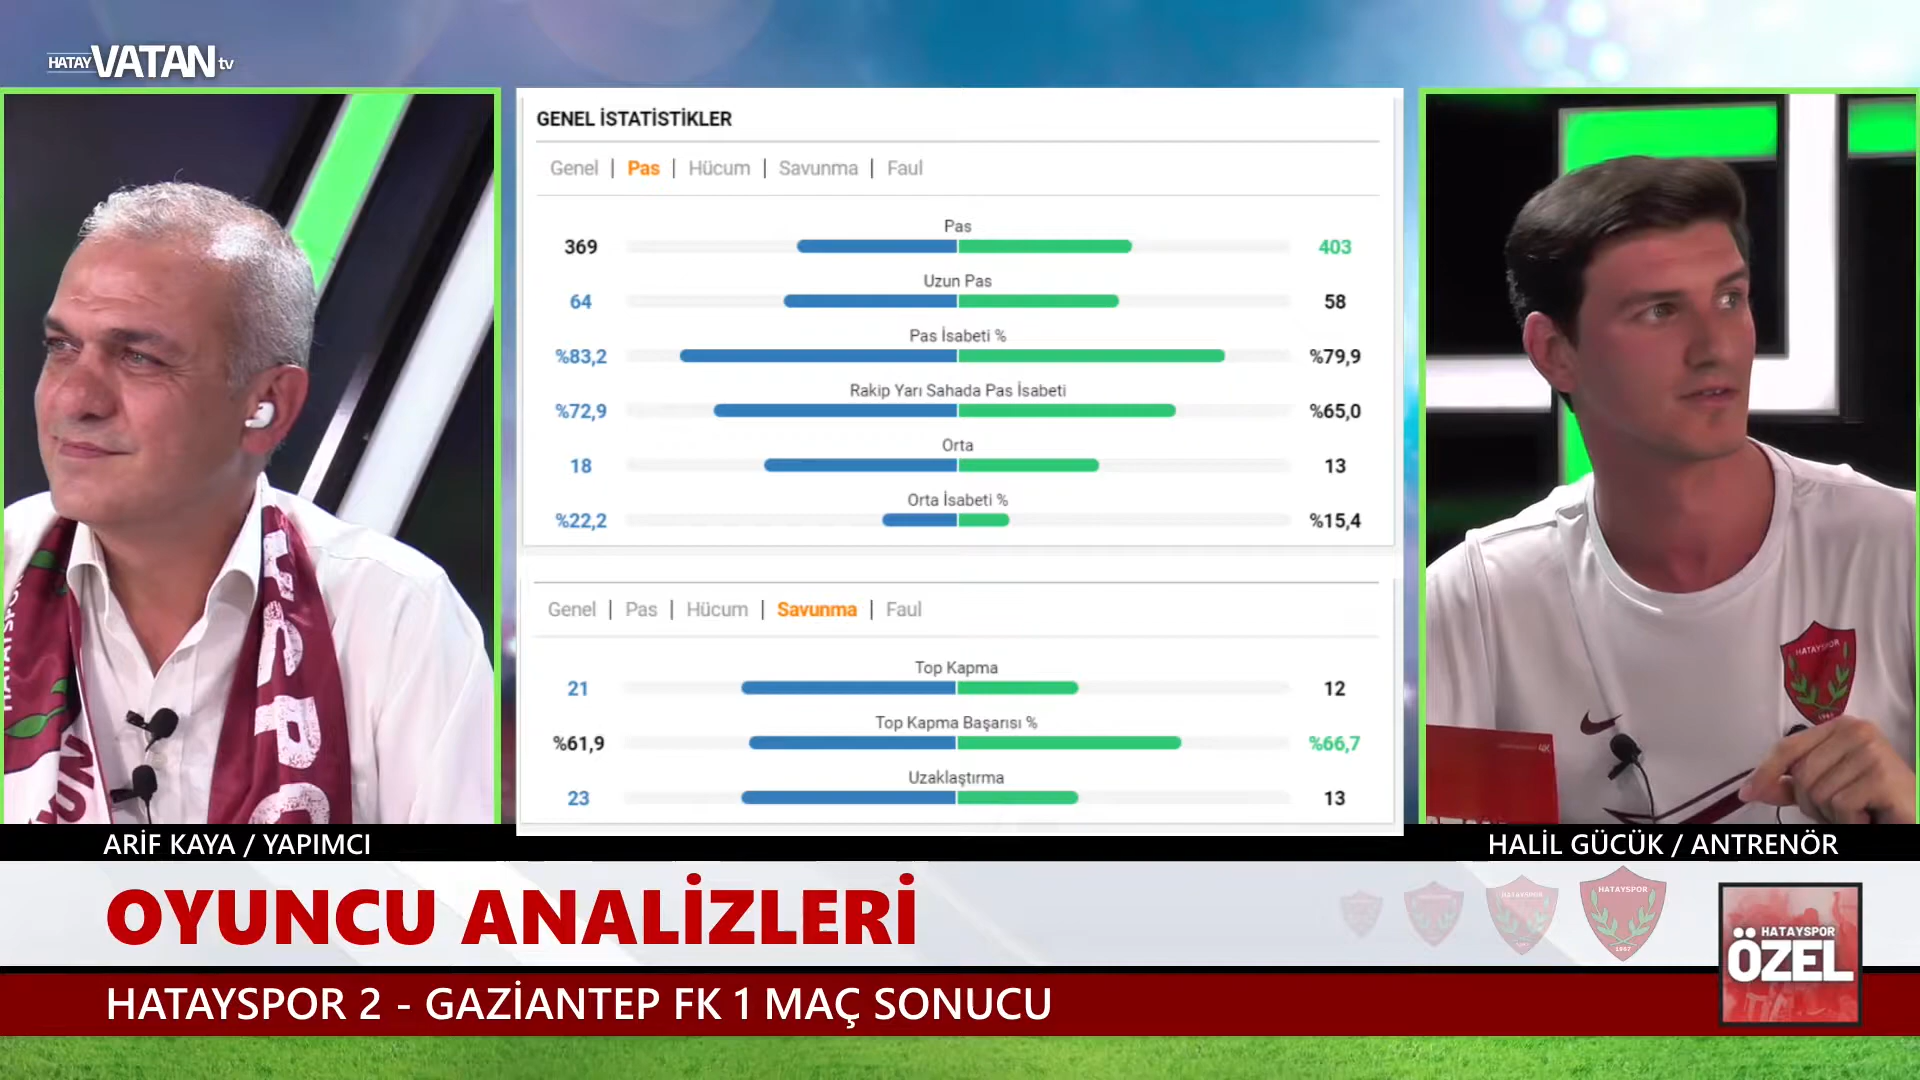 HATAY VATAN tv
GENEL İSTATİSTİKLER
Genel | Pas | Hücum | Savunma | Faul
Pas
369 403
Uzun Pas
64 58
Pas İsabeti %
%83,2 %79,9
Rakip Yarı Sahada Pas İsabeti
%72,9 %65,0
Orta
18 13
Orta İsabeti %
%22,2 %15,4
Genel | Pas | Hücum | Savunma | Faul
Top Kapma
21 12
Top Kapma Başarısı %
%61,9 %66,7
Uzaklaştırma
23 13
HATAYSPOR
4K
ARİF KAYA / YAPIMCI
HALİL GÜCÜK / ANTRENÖR
OYUNCU ANALİZLERİ
HATAYSPOR
1967
HATAYSPOR
ÖZEL
HATAYSPOR 2 - GAZİANTEP FK 1 MAÇ SONUCU